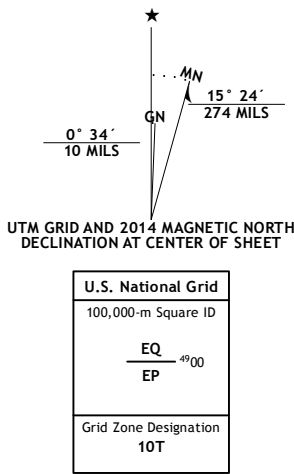 ★
MN
GN
15° 24´
274 MILS
0° 34´
10 MILS
UTM GRID AND 2014 MAGNETIC NORTH
DECLINATION AT CENTER OF SHEET
U.S. National Grid
100,000-m Square ID
EQ
4900
EP
Grid Zone Designation
10T